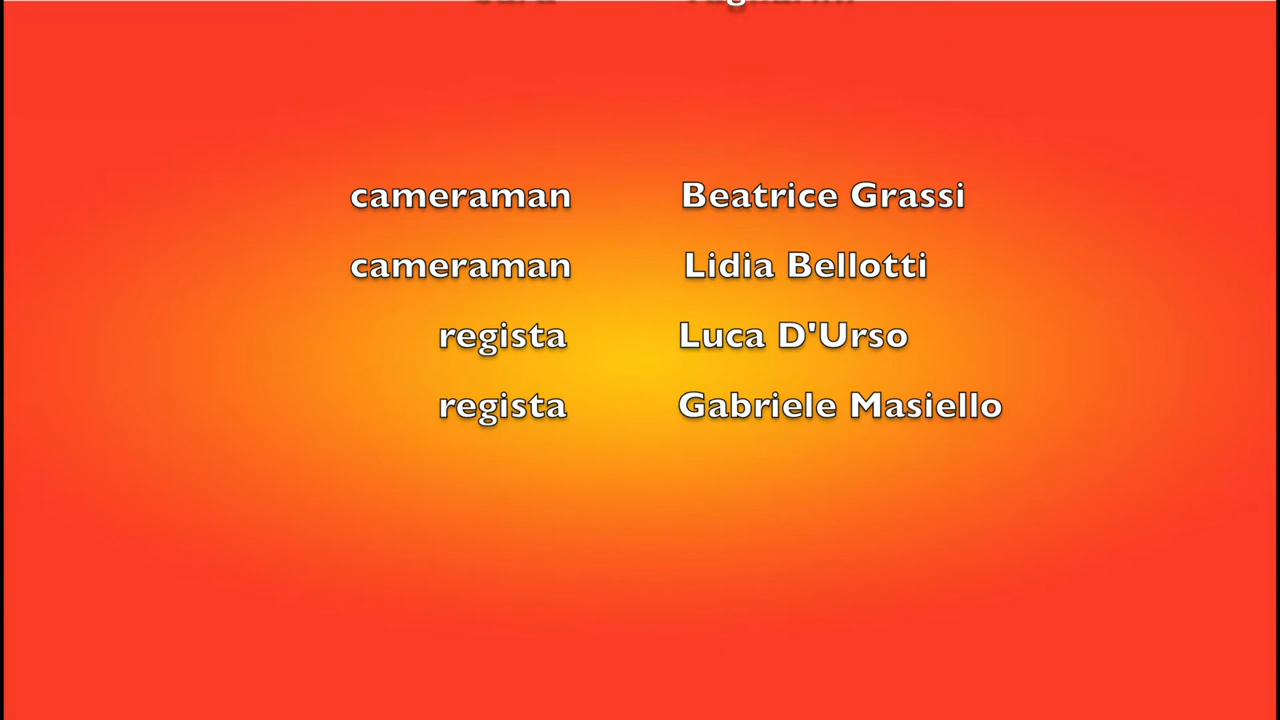 cameraman Beatrice Grassi
cameraman Lidia Bellotti
regista Luca D'Urso
regista Gabriele Masiello